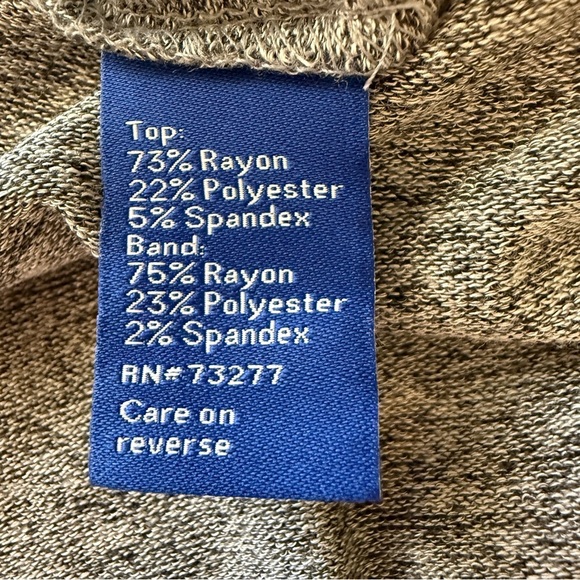 Top:
73% Rayon
22% Polyester
5% Spandex
Band:
75% Rayon
23% Polyester
2% Spandex
RN#73277
Care on
reverse